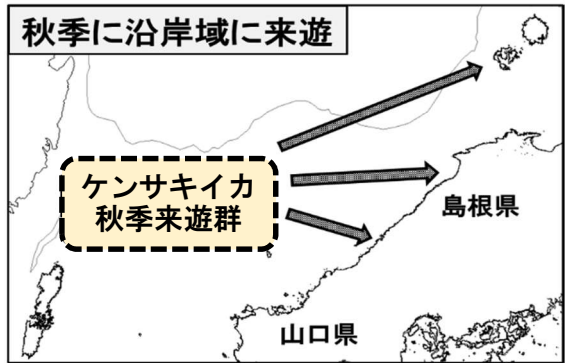 秋季に沿岸域に来遊
ケンサキイカ
秋季来遊群
島根県
山口県